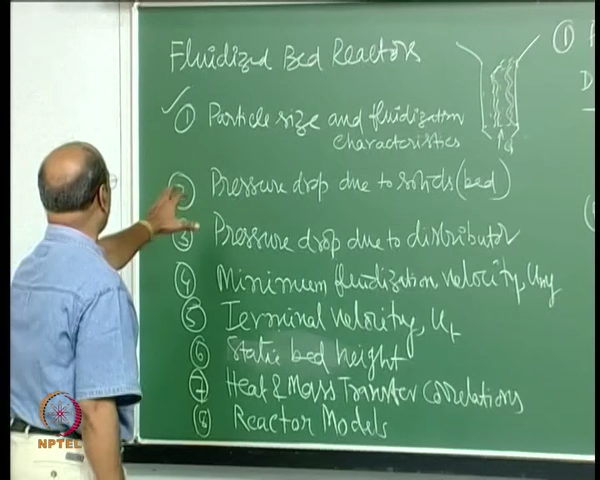 Fluidized Bed Reactors
① Particle size and fluidization
characteristics
Pressure drop due to solids (bed)
③ Pressure drop due to distributor
④ Minimum fluidization velocity, Umf
⑤ Terminal velocity, Ut
⑥ Static bed height
⑦ Heat & Mass Transfer Correlations
⑧ Reactor Models
①
D
NPTEL